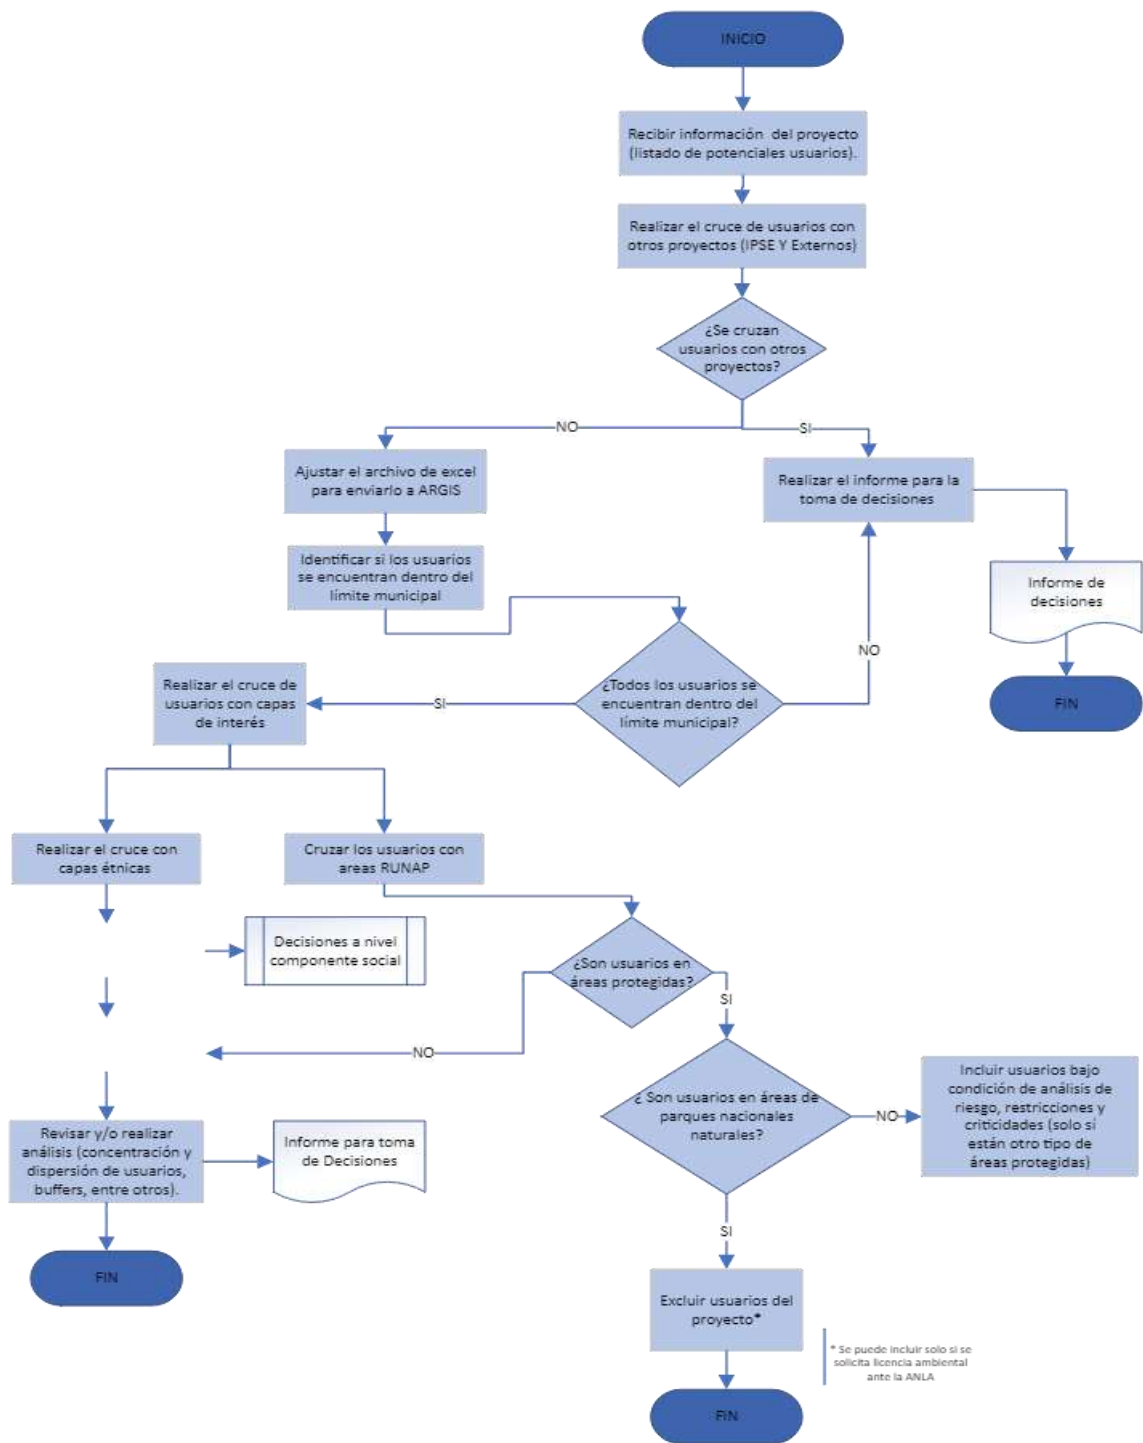 INICIO
Recibir información del proyecto
(listado de potenciales usuarios).
Realizar el cruce de usuarios con
otros proyectos (IPSE Y Externos)
¿Se cruzan
usuarios con otros
proyectos?
NO
SI
Ajustar el archivo de excel
para enviarlo a ARGIS
Realizar el informe para la
toma de decisiones
Identificar si los usuarios
se encuentran dentro del
límite municipal
Informe de
decisiones
FIN
¿Todos los usuarios se
encuentran dentro del
límite municipal?
NO
SI
Realizar el cruce de
usuarios con capas
de interés
Realizar el cruce con
capas étnicas
Cruzar los usuarios con
areas RUNAP
Decisiones a nivel
componente social
¿Son usuarios en
áreas protegidas?
SI
NO
¿ Son usuarios en áreas de
parques nacionales
naturales?
NO
Incluir usuarios bajo
condición de análisis de
riesgo, restricciones y
criticidades (solo si
están otro tipo de
áreas protegidas)
Revisar y/o realizar
análisis (concentración y
dispersión de usuarios,
buffers, entre otros).
Informe para toma
de Decisiones
FIN
SI
Excluir usuarios del
proyecto*
* Se puede incluir solo si se
solicita licencia ambiental
ante la ANLA
FIN